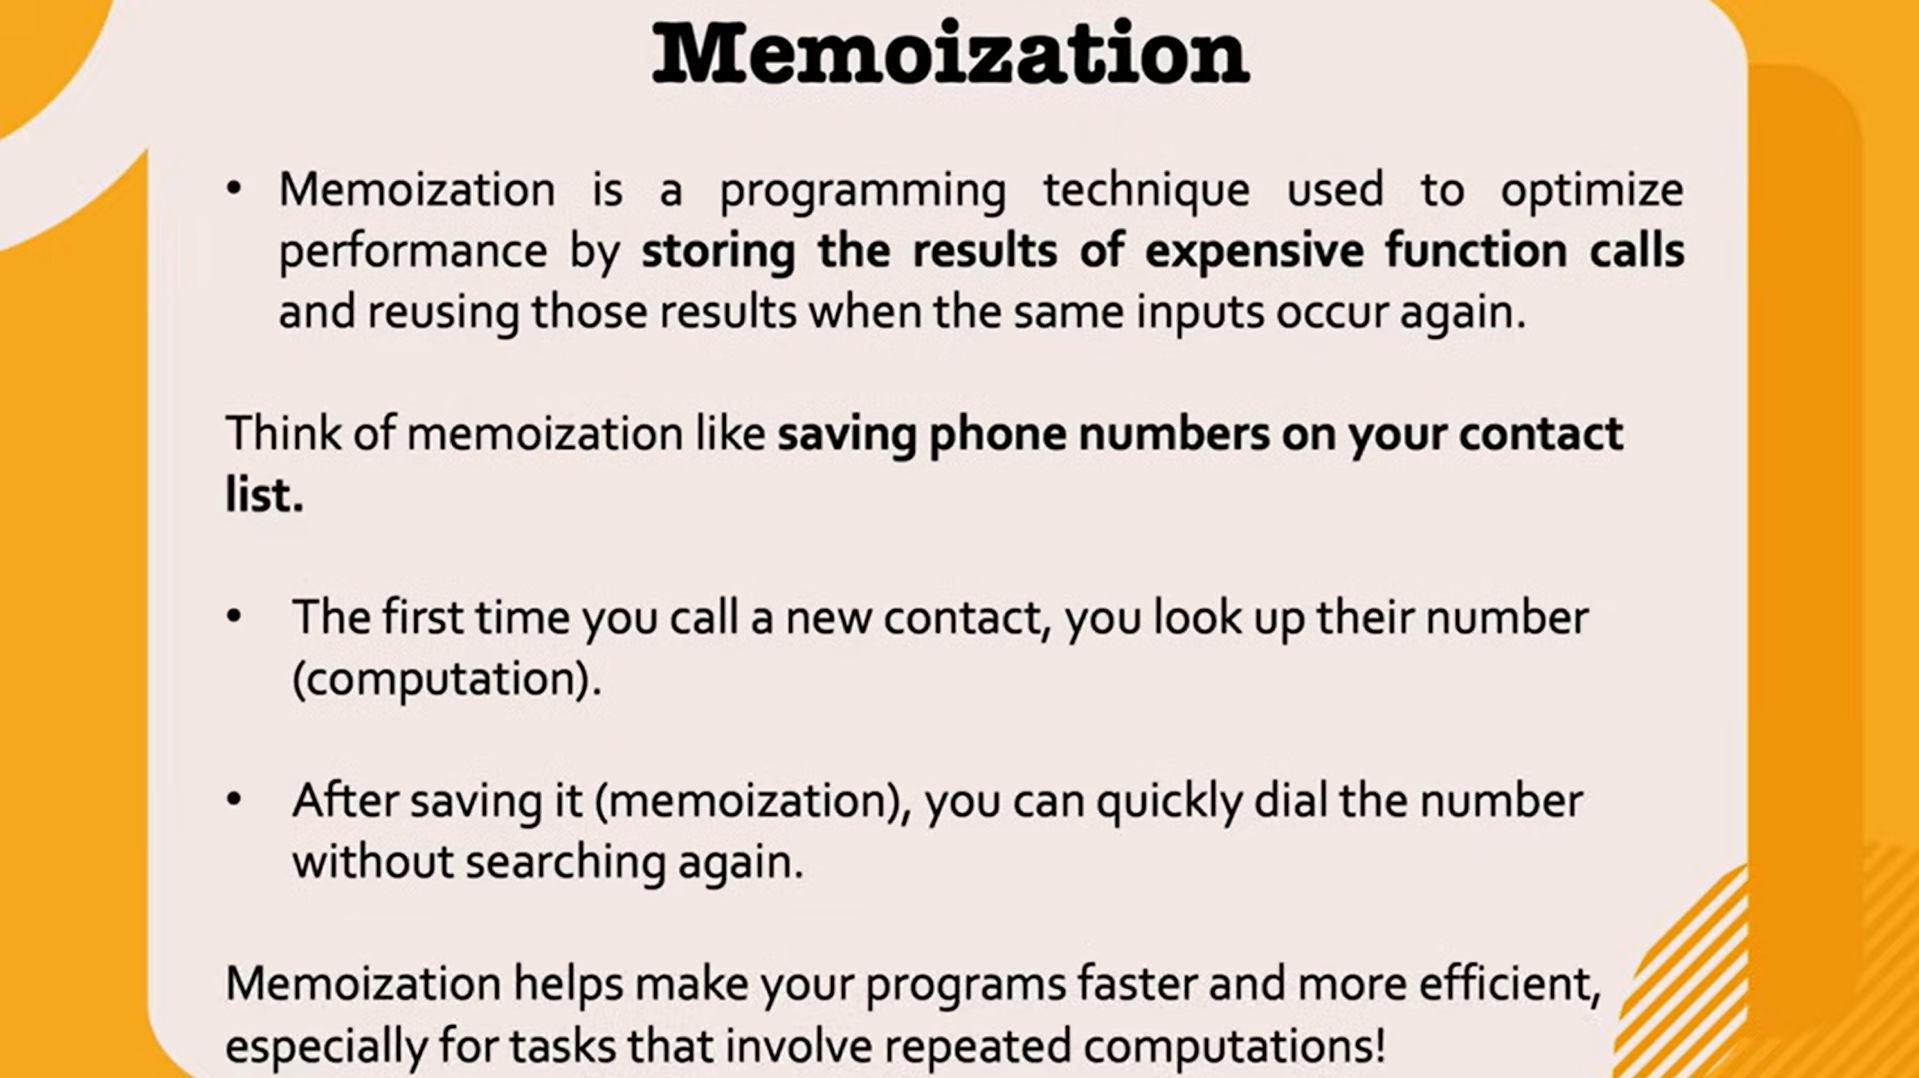 Memoization
• Memoization is a programming technique used to optimize
performance by storing the results of expensive function calls
and reusing those results when the same inputs occur again.
Think of memoization like saving phone numbers on your contact
list.
• The first time you call a new contact, you look up their number
(computation).
• After saving it (memoization), you can quickly dial the number
without searching again.
Memoization helps make your programs faster and more efficient,
especially for tasks that involve repeated computations!